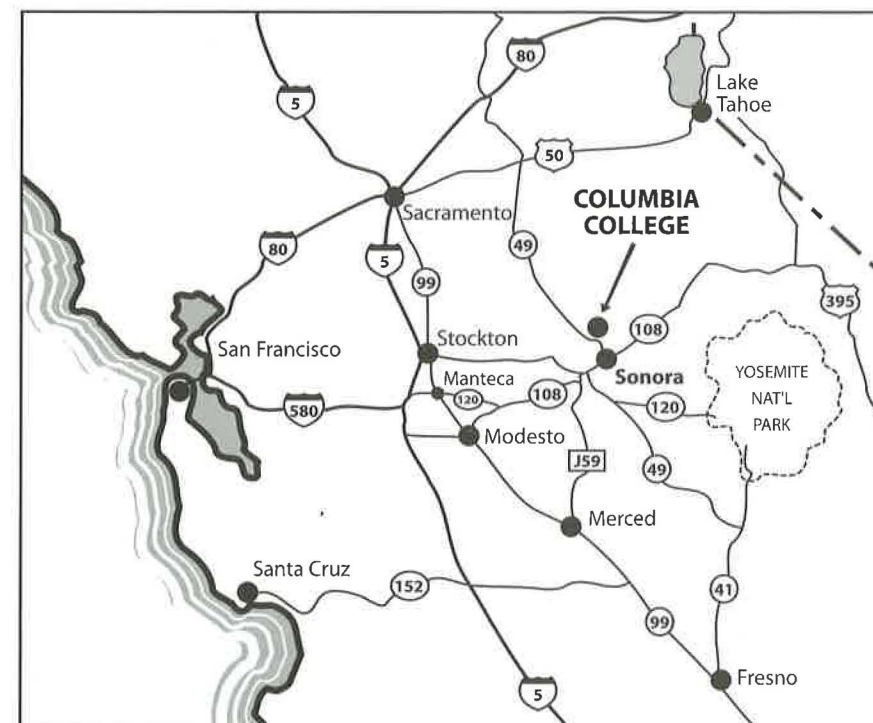 80
5
Lake
Tahoe
50
Sacramento
COLUMBIA
COLLEGE
49
80
5
99
395
108
Stockton
San Francisco
Sonora
YOSEMITE
NAT'L
PARK
Manteca
120
108
120
580
Modesto
J59
49
Merced
Santa Cruz
152
41
99
Fresno
5